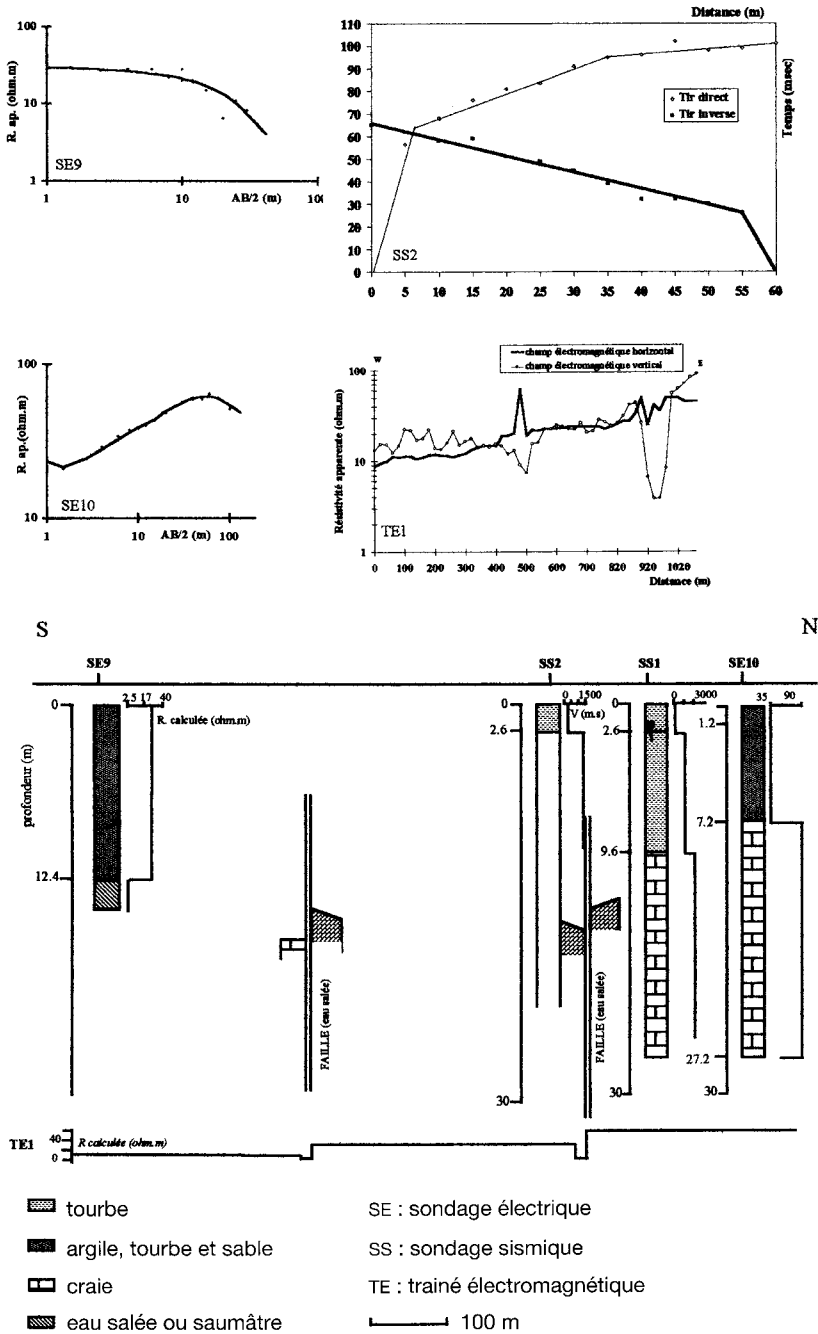 R. ap. (ohm.m)
100
10
1
SE9
1
10
100
AB/2 (m)
Distance (m)
110
100
90
80
70
60
50
40
30
20
10
0
Tir direct
Tir inverse
Temps (msec)
SS2
0
5
10
15
20
25
30
35
40
45
50
55
60
R. ap.(ohm.m)
100
10
SE10
1
10
100
AB/2 (m)
champ électromagnétique horizontal
champ électromagnétique vertical
W
E
Résistivité apparente (ohm.m)
100
10
1
TE1
0
100
200
300
400
500
600
700
820
920
1020
Distance (m)
S
N
SE9
SS2
SS1
SE10
profondeur (m)
0
12.4
2,5 17 40
R. calculée (ohm.m)
FAILLE (eau salée)
0
2.6
30
0 1500
V (m.s)
FAILLE (eau salée)
0
2.6
9.6
30
0 3000
1.2
7.2
27.2
30
35 90
TE1
40
0
R calculée (ohm.m)
tourbe
SE : sondage électrique
argile, tourbe et sable
SS : sondage sismique
craie
TE : trainé électromagnétique
eau salée ou saumâtre
100 m